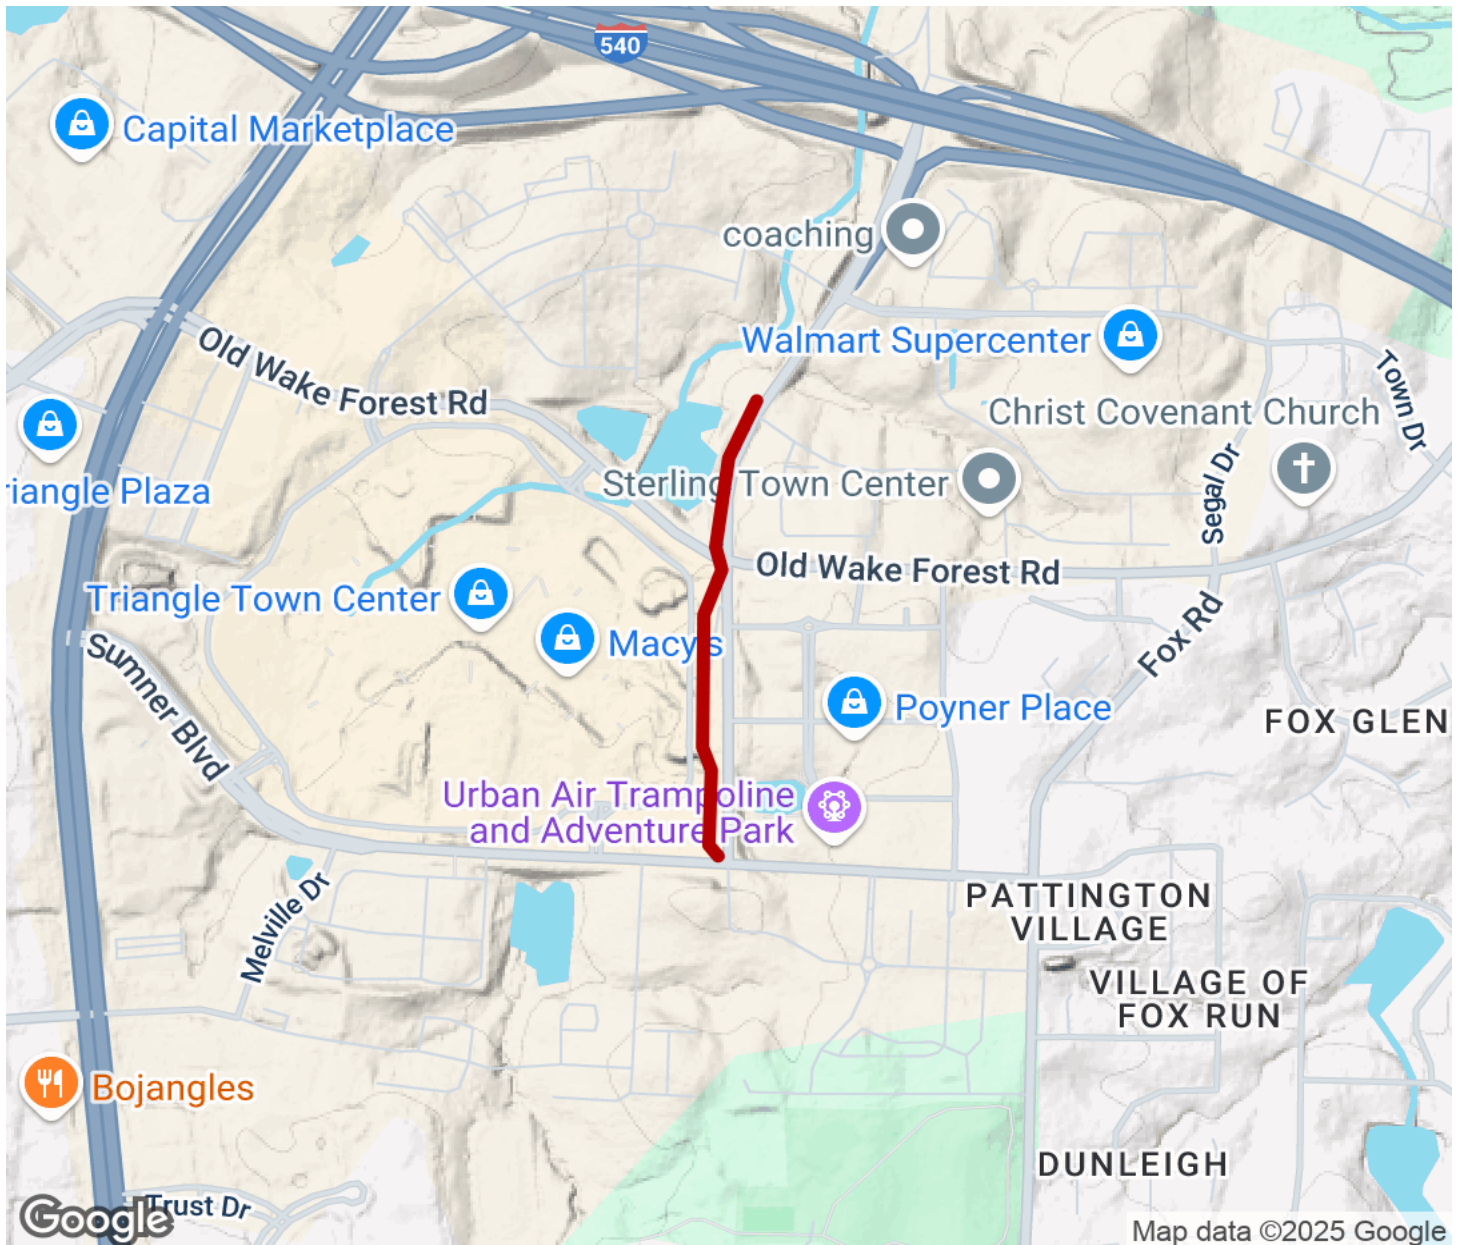 540
Capital Marketplace
coaching
Old Wake Forest Rd
Walmart Supercenter
Town Dr
Christ Covenant Church
riangle Plaza
Sterling Town Center
Segal Dr
Old Wake Forest Rd
Triangle Town Center
Macy's
Fox Rd
Sumner Blvd
Poyner Place
FOX GLEN
Urban Air Trampoline
and Adventure Park
Melville Dr
PATTINGTON
VILLAGE
VILLAGE OF
FOX RUN
Bojangles
DUNLEIGH
Trust Dr
Google
Map data ©2025 Google